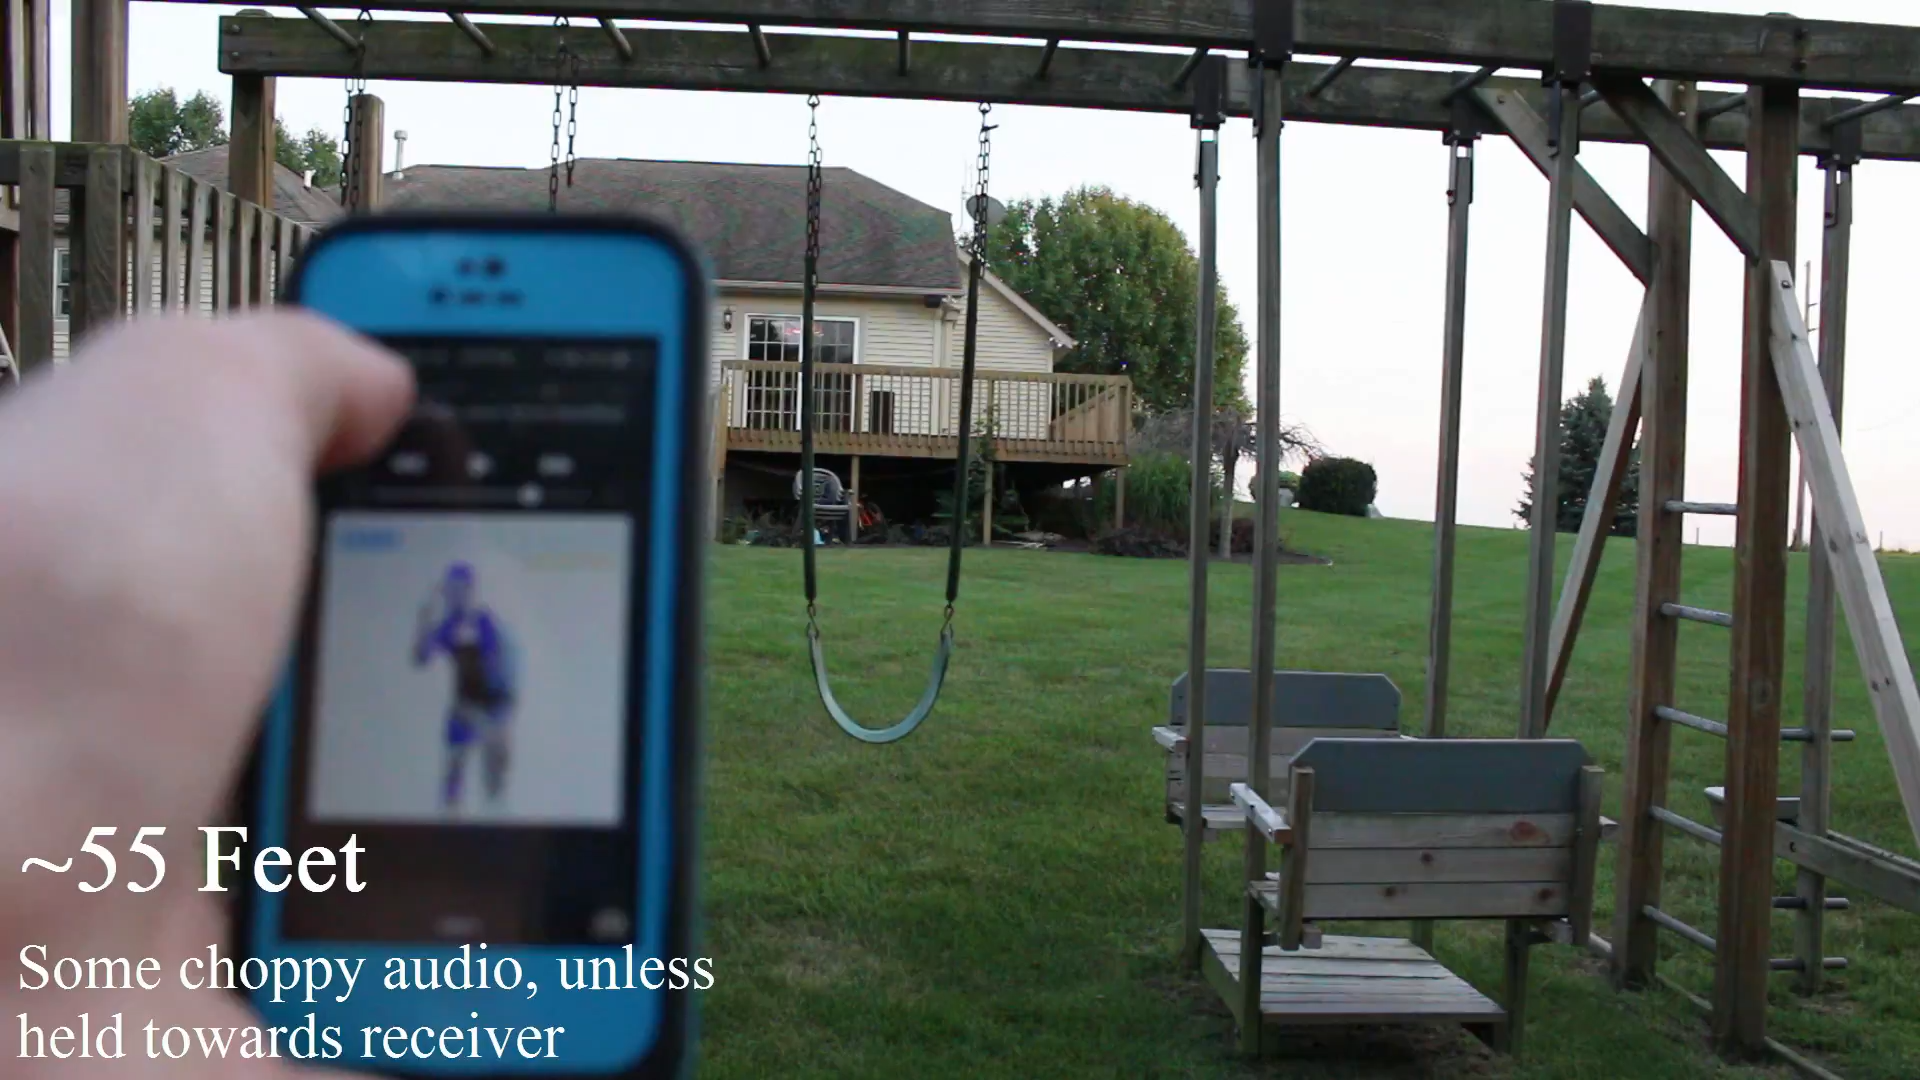 ~55 Feet
Some choppy audio, unless
held towards receiver